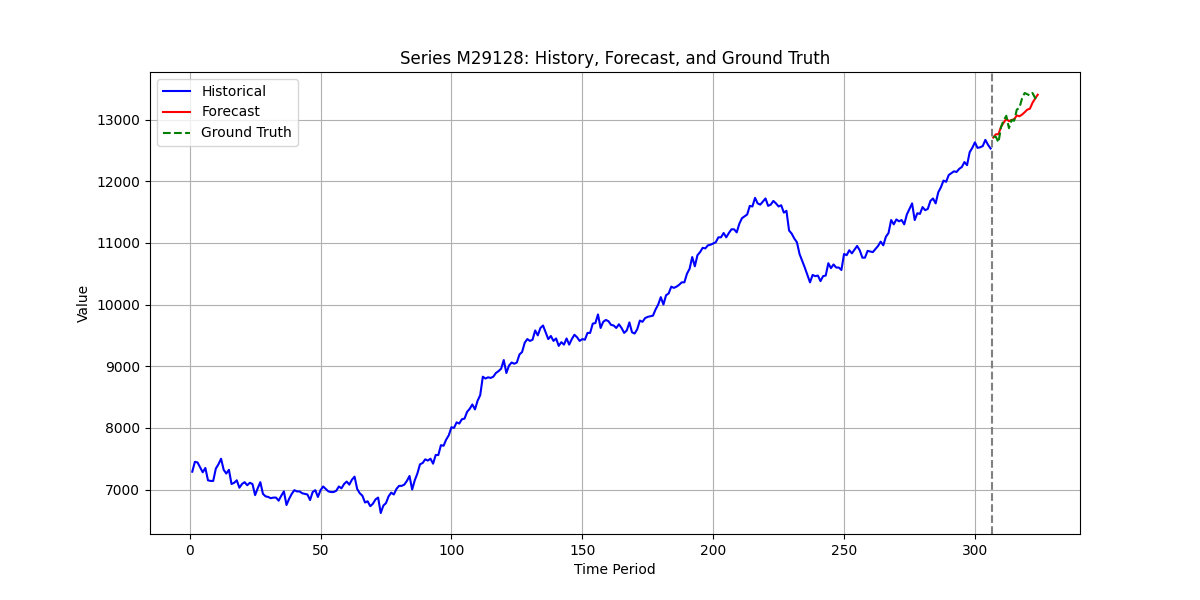 Series M29128: History, Forecast, and Ground Truth
Historical
Forecast
Ground Truth
13000
12000
11000
10000
9000
8000
7000
Value
0 50 100 150 200 250 300
Time Period